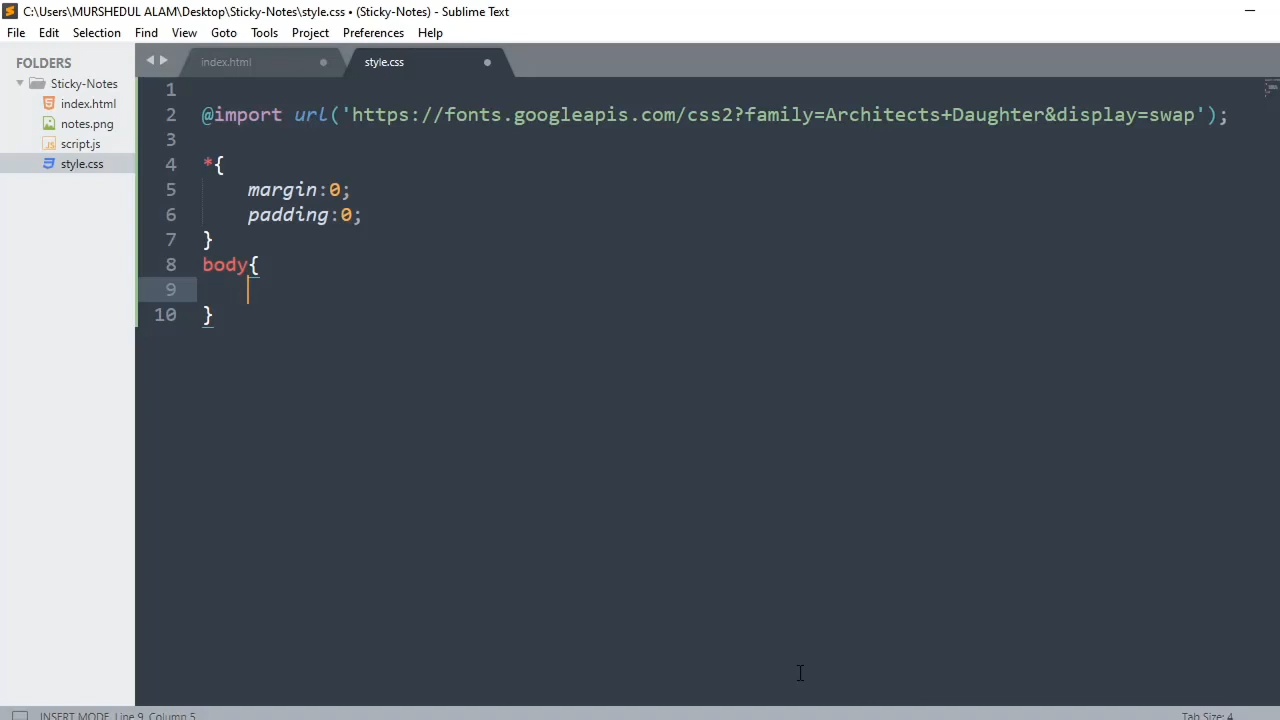 C:\Users\MURSHEDUL ALAM\Desktop\Sticky-Notes\style.css • (Sticky-Notes) - Sublime Text
File Edit Selection Find View Goto Tools Project Preferences Help
FOLDERS
Sticky-Notes
index.html
notes.png
script.js
style.css
index.html
style.css
1
2 @import url('https://fonts.googleapis.com/css2?family=Architects+Daughter&display=swap');
3
4 *{
5 margin:0;
6 padding:0;
7 }
8 body{
9
10 }
INSERT MODE, Line 9, Column 5
Tab Size: 4